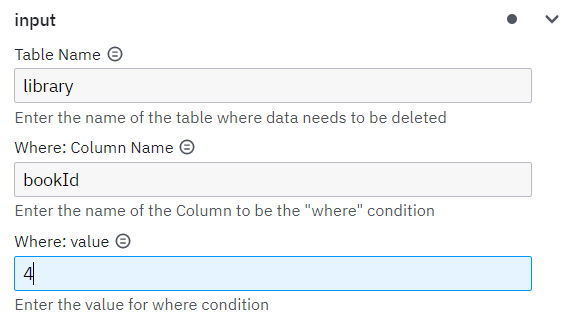 input
Table Name
library
Enter the name of the table where data needs to be deleted
Where: Column Name
bookId
Enter the name of the Column to be the "where" condition
Where: value
4
Enter the value for where condition